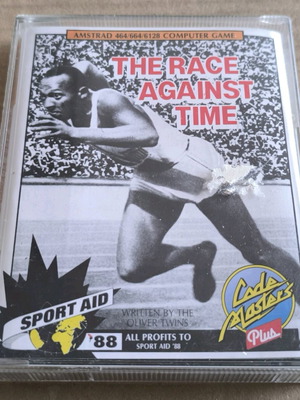 AMSTRAD 464/664/6128 COMPUTER GAME
THE RACE
AGAINST
TIME
SPORT AID
'88
WRITTEN BY THE
OLIVER TWINS
ALL PROFITS TO
SPORT AID '88
Code
Masters
Plus